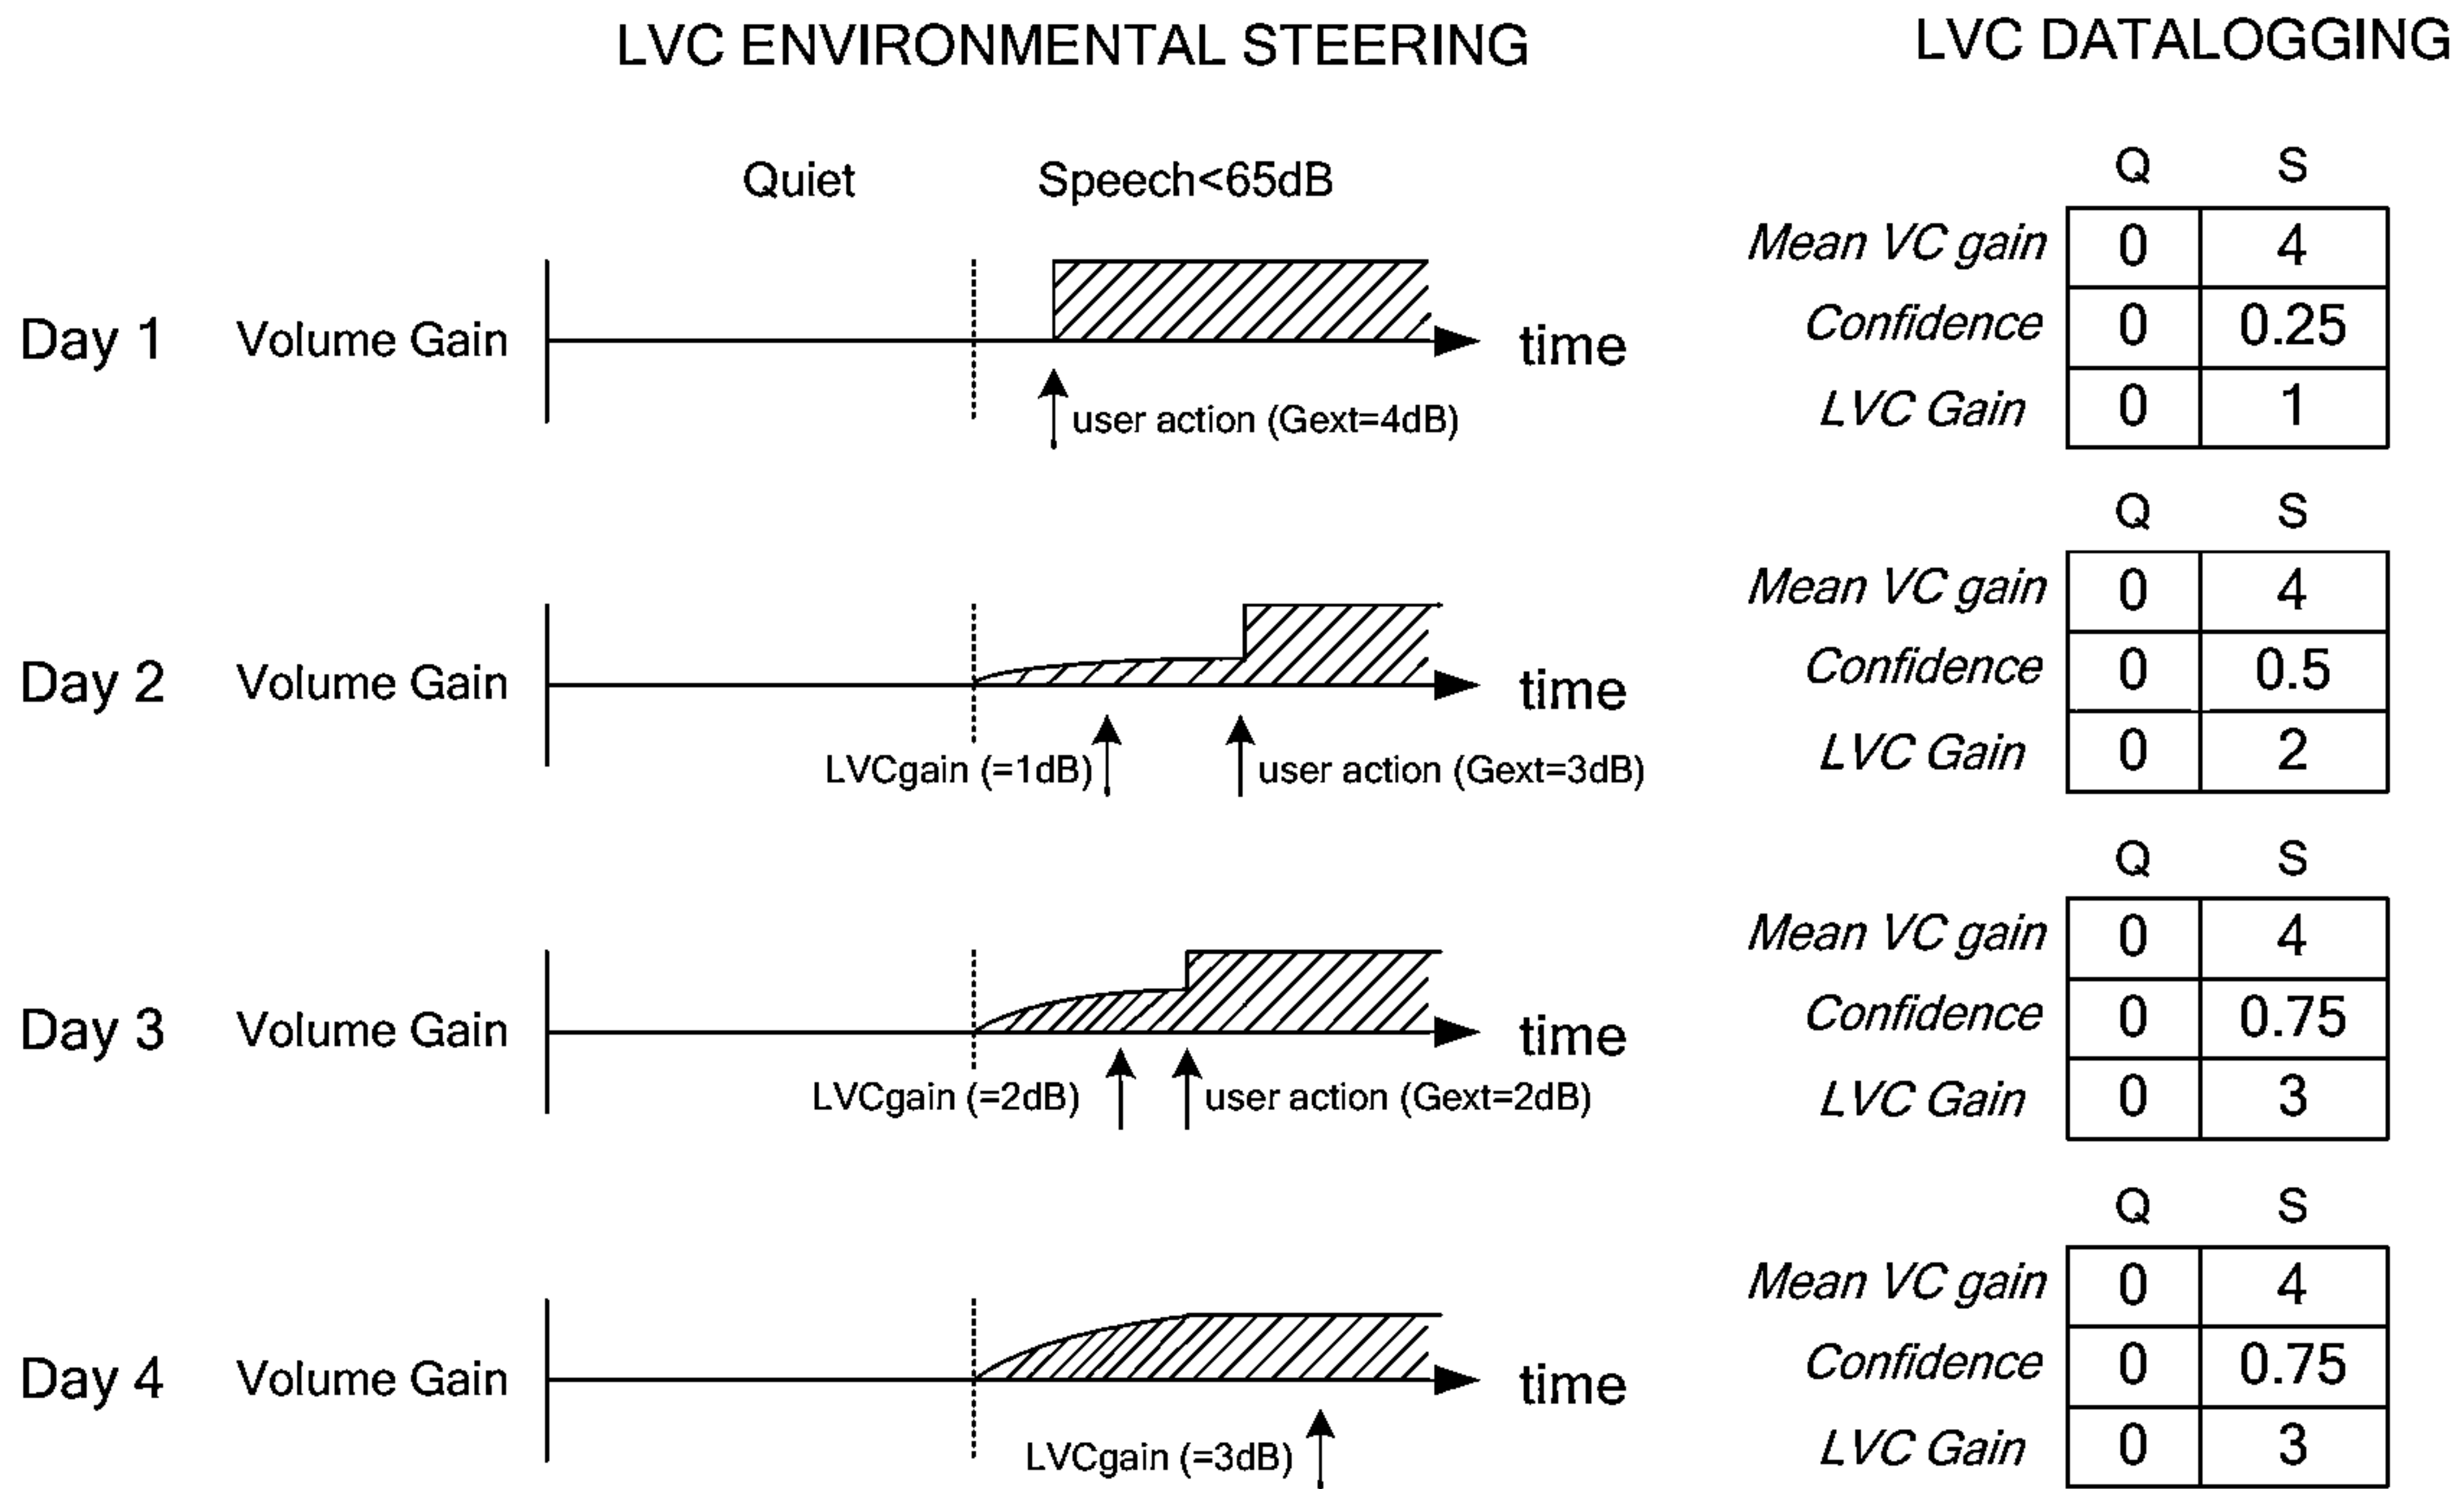 LVC ENVIRONMENTAL STEERING LVC DATALOGGING
Quiet Speech<65dB Q S
Mean VC gain 0 4
Day 1 Volume Gain time Confidence 0 0.25
user action (Gext=4dB) LVC Gain 0 1
Q S
Mean VC gain 0 4
Day 2 Volume Gain time Confidence 0 0.5
LVCgain (=1dB) user action (Gext=3dB) LVC Gain 0 2
Q S
Mean VC gain 0 4
Day 3 Volume Gain time Confidence 0 0.75
LVCgain (=2dB) user action (Gext=2dB) LVC Gain 0 3
Q S
Mean VC gain 0 4
Day 4 Volume Gain time Confidence 0 0.75
LVCgain (=3dB) LVC Gain 0 3